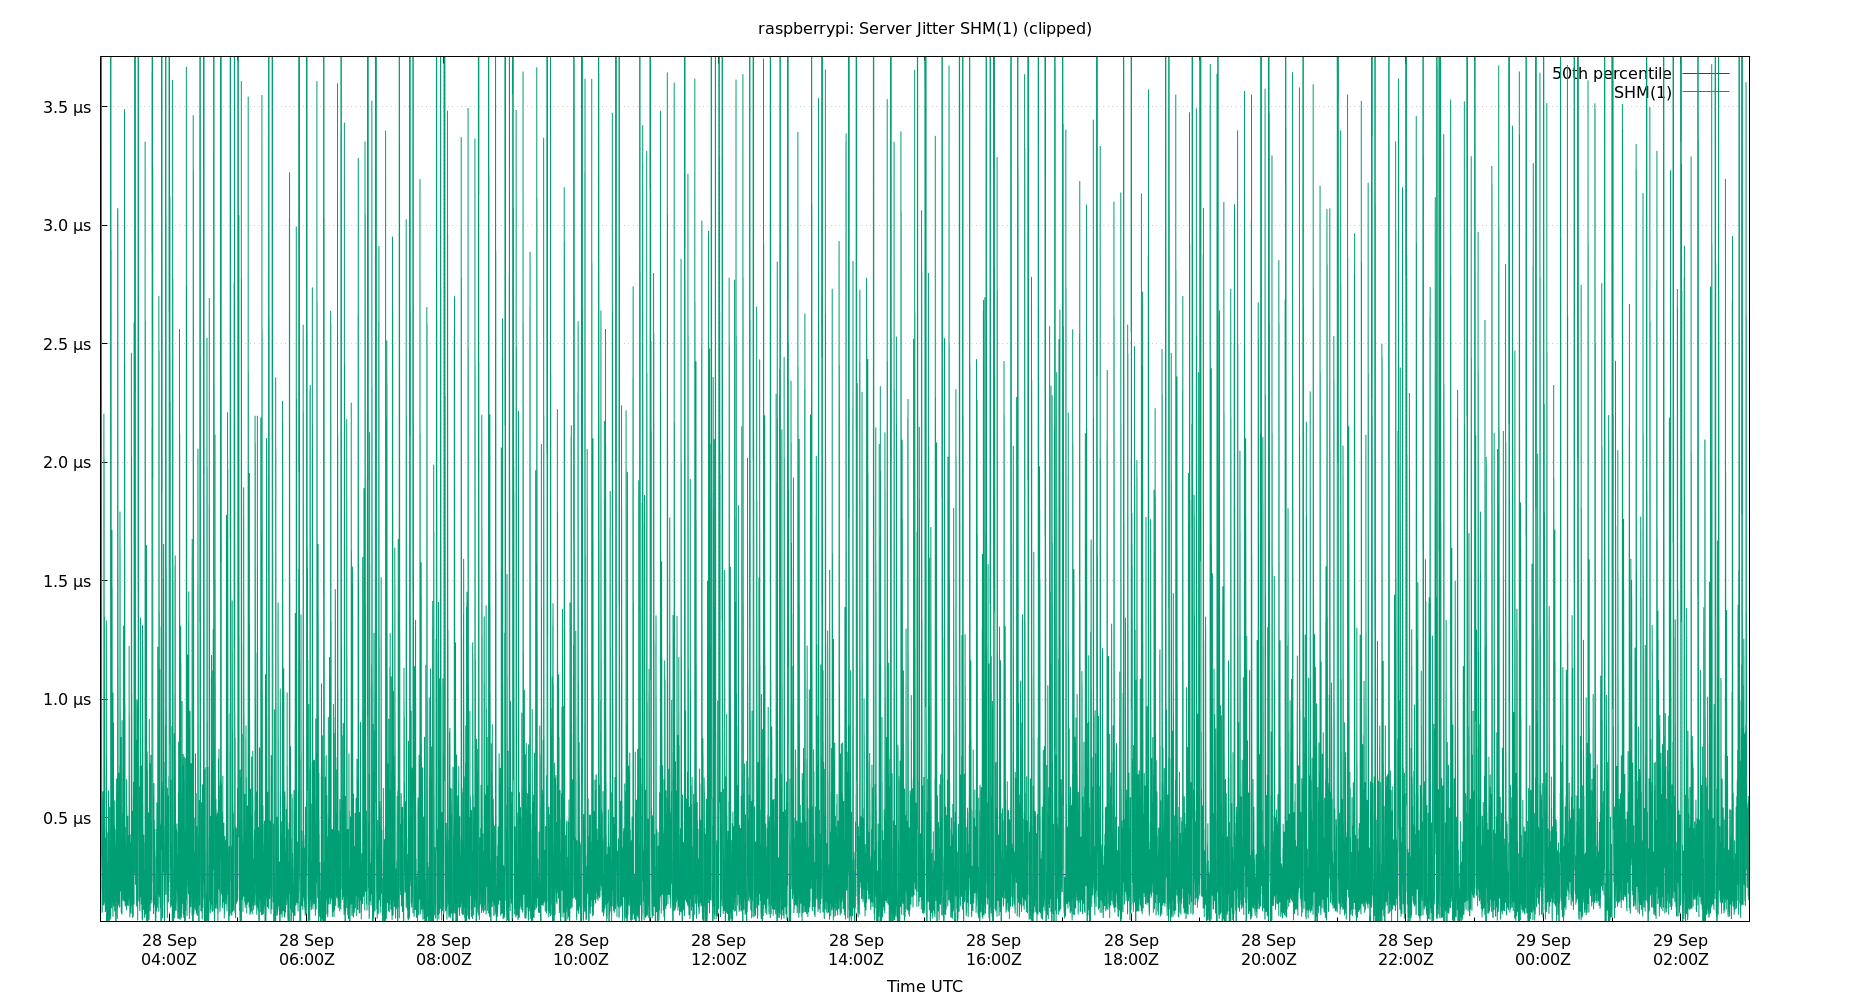 raspberrypi: Server Jitter SHM(1) (clipped)
50th percentile
SHM(1)
3.5 µs
3.0 µs
2.5 µs
2.0 µs
1.5 µs
1.0 µs
0.5 µs
28 Sep 28 Sep 28 Sep 28 Sep 28 Sep 28 Sep 28 Sep 28 Sep 28 Sep 28 Sep 29 Sep 29 Sep
04:00Z 06:00Z 08:00Z 10:00Z 12:00Z 14:00Z 16:00Z 18:00Z 20:00Z 22:00Z 00:00Z 02:00Z
Time UTC